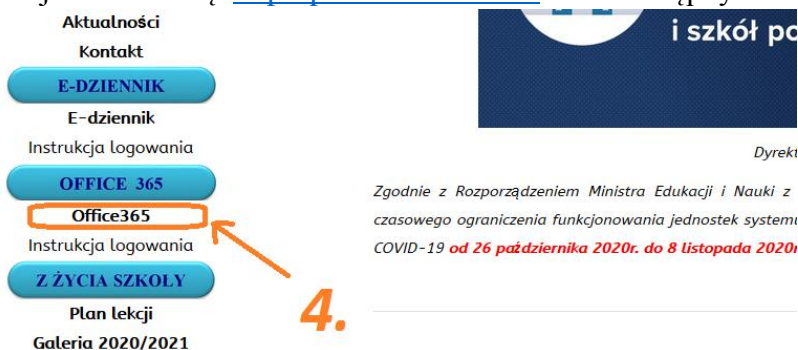 Aktualności
Kontakt
E-DZIENNIK
E-dziennik
Instrukcja logowania
OFFICE 365
Office365
Instrukcja logowania
Z ŻYCIA SZKOŁY
Plan lekcji
Galeria 2020/2021
4.
i szkół po
Dyrekt
Zgodnie z Rozporządzeniem Ministra Edukacji i Nauki z
czasowego ograniczenia funkcjonowania jednostek systemu
COVID-19 od 26 października 2020r. do 8 listopada 2020r